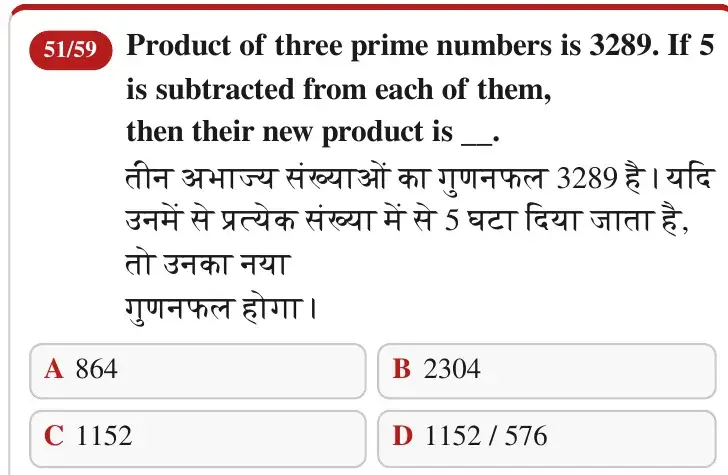 51/59 Product of three prime numbers is 3289. If 5
is subtracted from each of them,
then their new product is __.
तीन अभाज्य संख्याओं का गुणनफल 3289 है। यदि
उनमें से प्रत्येक संख्या में से 5 घटा दिया जाता है,
तो उनका नया
गुणनफल होगा।
A 864
B 2304
C 1152
D 1152 / 576